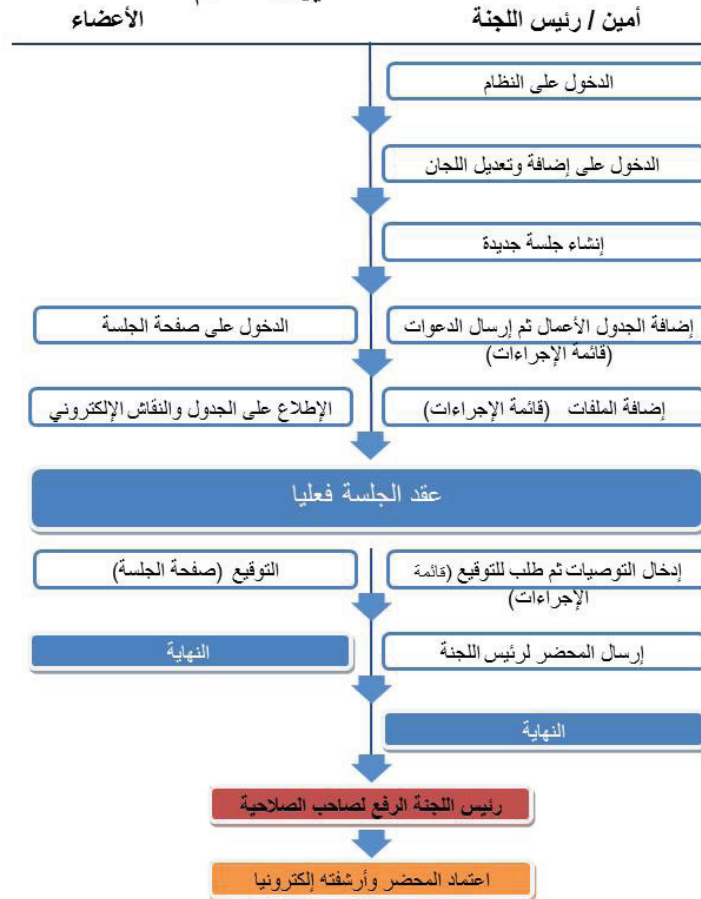 أمين / رئيس اللجنة
الأعضاء
الدخول على النظام
الدخول على إضافة وتعديل اللجان
إنشاء جلسة جديدة
إضافة الجدول الأعمال ثم إرسال الدعوات
(قائمة الإجراءات)
الدخول على صفحة الجلسة
إضافة الملفات (قائمة الإجراءات)
الإطلاع على الجدول والنقاش الإلكتروني
عقد الجلسة فعليا
إدخال التوصيات ثم طلب للتوقيع (قائمة
الإجراءات)
التوقيع (صفحة الجلسة)
إرسال المحضر لرئيس اللجنة
النهاية
النهاية
رئيس اللجنة الرفع لصاحب الصلاحية
اعتماد المحضر وأرشفته إلكترونيا